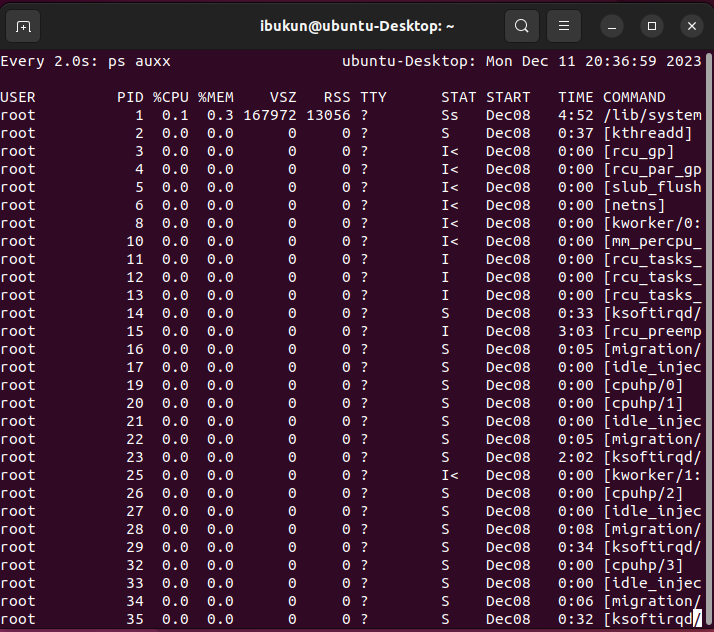 ibukun@ubuntu-Desktop: ~
Every 2.0s: ps auxx ubuntu-Desktop: Mon Dec 11 20:36:59 2023
USER PID %CPU %MEM VSZ RSS TTY STAT START TIME COMMAND
root 1 0.1 0.3 167972 13056 ? Ss Dec08 4:52 /lib/system
root 2 0.0 0.0 0 0 ? S Dec08 0:37 [kthreadd]
root 3 0.0 0.0 0 0 ? I< Dec08 0:00 [rcu_gp]
root 4 0.0 0.0 0 0 ? I< Dec08 0:00 [rcu_par_gp
root 5 0.0 0.0 0 0 ? I< Dec08 0:00 [slub_flush
root 6 0.0 0.0 0 0 ? I< Dec08 0:00 [netns]
root 8 0.0 0.0 0 0 ? I< Dec08 0:00 [kworker/0:
root 10 0.0 0.0 0 0 ? I< Dec08 0:00 [mm_percpu_
root 11 0.0 0.0 0 0 ? I Dec08 0:00 [rcu_tasks_
root 12 0.0 0.0 0 0 ? I Dec08 0:00 [rcu_tasks_
root 13 0.0 0.0 0 0 ? I Dec08 0:00 [rcu_tasks_
root 14 0.0 0.0 0 0 ? S Dec08 0:33 [ksoftirqd/
root 15 0.0 0.0 0 0 ? I Dec08 3:03 [rcu_preemp
root 16 0.0 0.0 0 0 ? S Dec08 0:05 [migration/
root 17 0.0 0.0 0 0 ? S Dec08 0:00 [idle_injec
root 19 0.0 0.0 0 0 ? S Dec08 0:00 [cpuhp/0]
root 20 0.0 0.0 0 0 ? S Dec08 0:00 [cpuhp/1]
root 21 0.0 0.0 0 0 ? S Dec08 0:00 [idle_injec
root 22 0.0 0.0 0 0 ? S Dec08 0:05 [migration/
root 23 0.0 0.0 0 0 ? S Dec08 2:02 [ksoftirqd/
root 25 0.0 0.0 0 0 ? I< Dec08 0:00 [kworker/1:
root 26 0.0 0.0 0 0 ? S Dec08 0:00 [cpuhp/2]
root 27 0.0 0.0 0 0 ? S Dec08 0:00 [idle_injec
root 28 0.0 0.0 0 0 ? S Dec08 0:08 [migration/
root 29 0.0 0.0 0 0 ? S Dec08 0:34 [ksoftirqd/
root 32 0.0 0.0 0 0 ? S Dec08 0:00 [cpuhp/3]
root 33 0.0 0.0 0 0 ? S Dec08 0:00 [idle_injec
root 34 0.0 0.0 0 0 ? S Dec08 0:06 [migration/
root 35 0.0 0.0 0 0 ? S Dec08 0:32 [ksoftirqd/